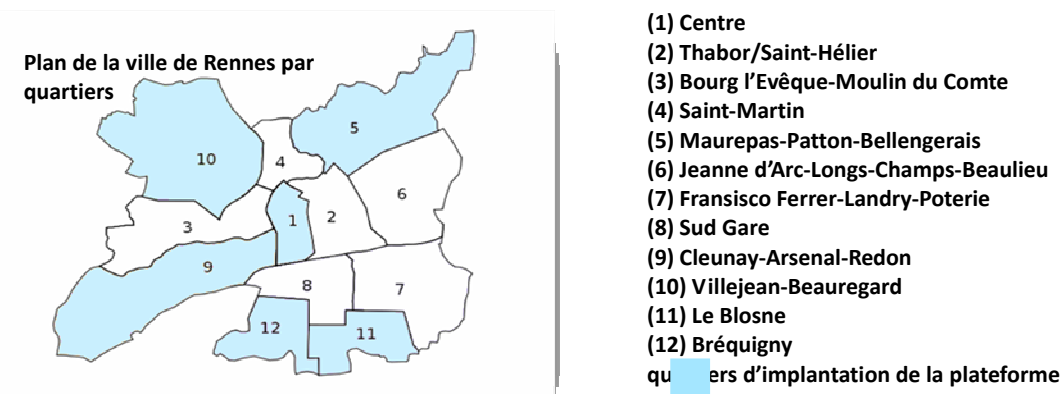 Plan de la ville de Rennes par
quartiers
5
10
4
6
1
2
3
9
8
7
12
11
(1) Centre
(2) Thabor/Saint-Hélier
(3) Bourg l’Evêque-Moulin du Comte
(4) Saint-Martin
(5) Maurepas-Patton-Bellengerais
(6) Jeanne d’Arc-Longs-Champs-Beaulieu
(7) Fransisco Ferrer-Landry-Poterie
(8) Sud Gare
(9) Cleunay-Arsenal-Redon
(10) Villejean-Beauregard
(11) Le Blosne
(12) Bréquigny
d’implantation de la plateforme